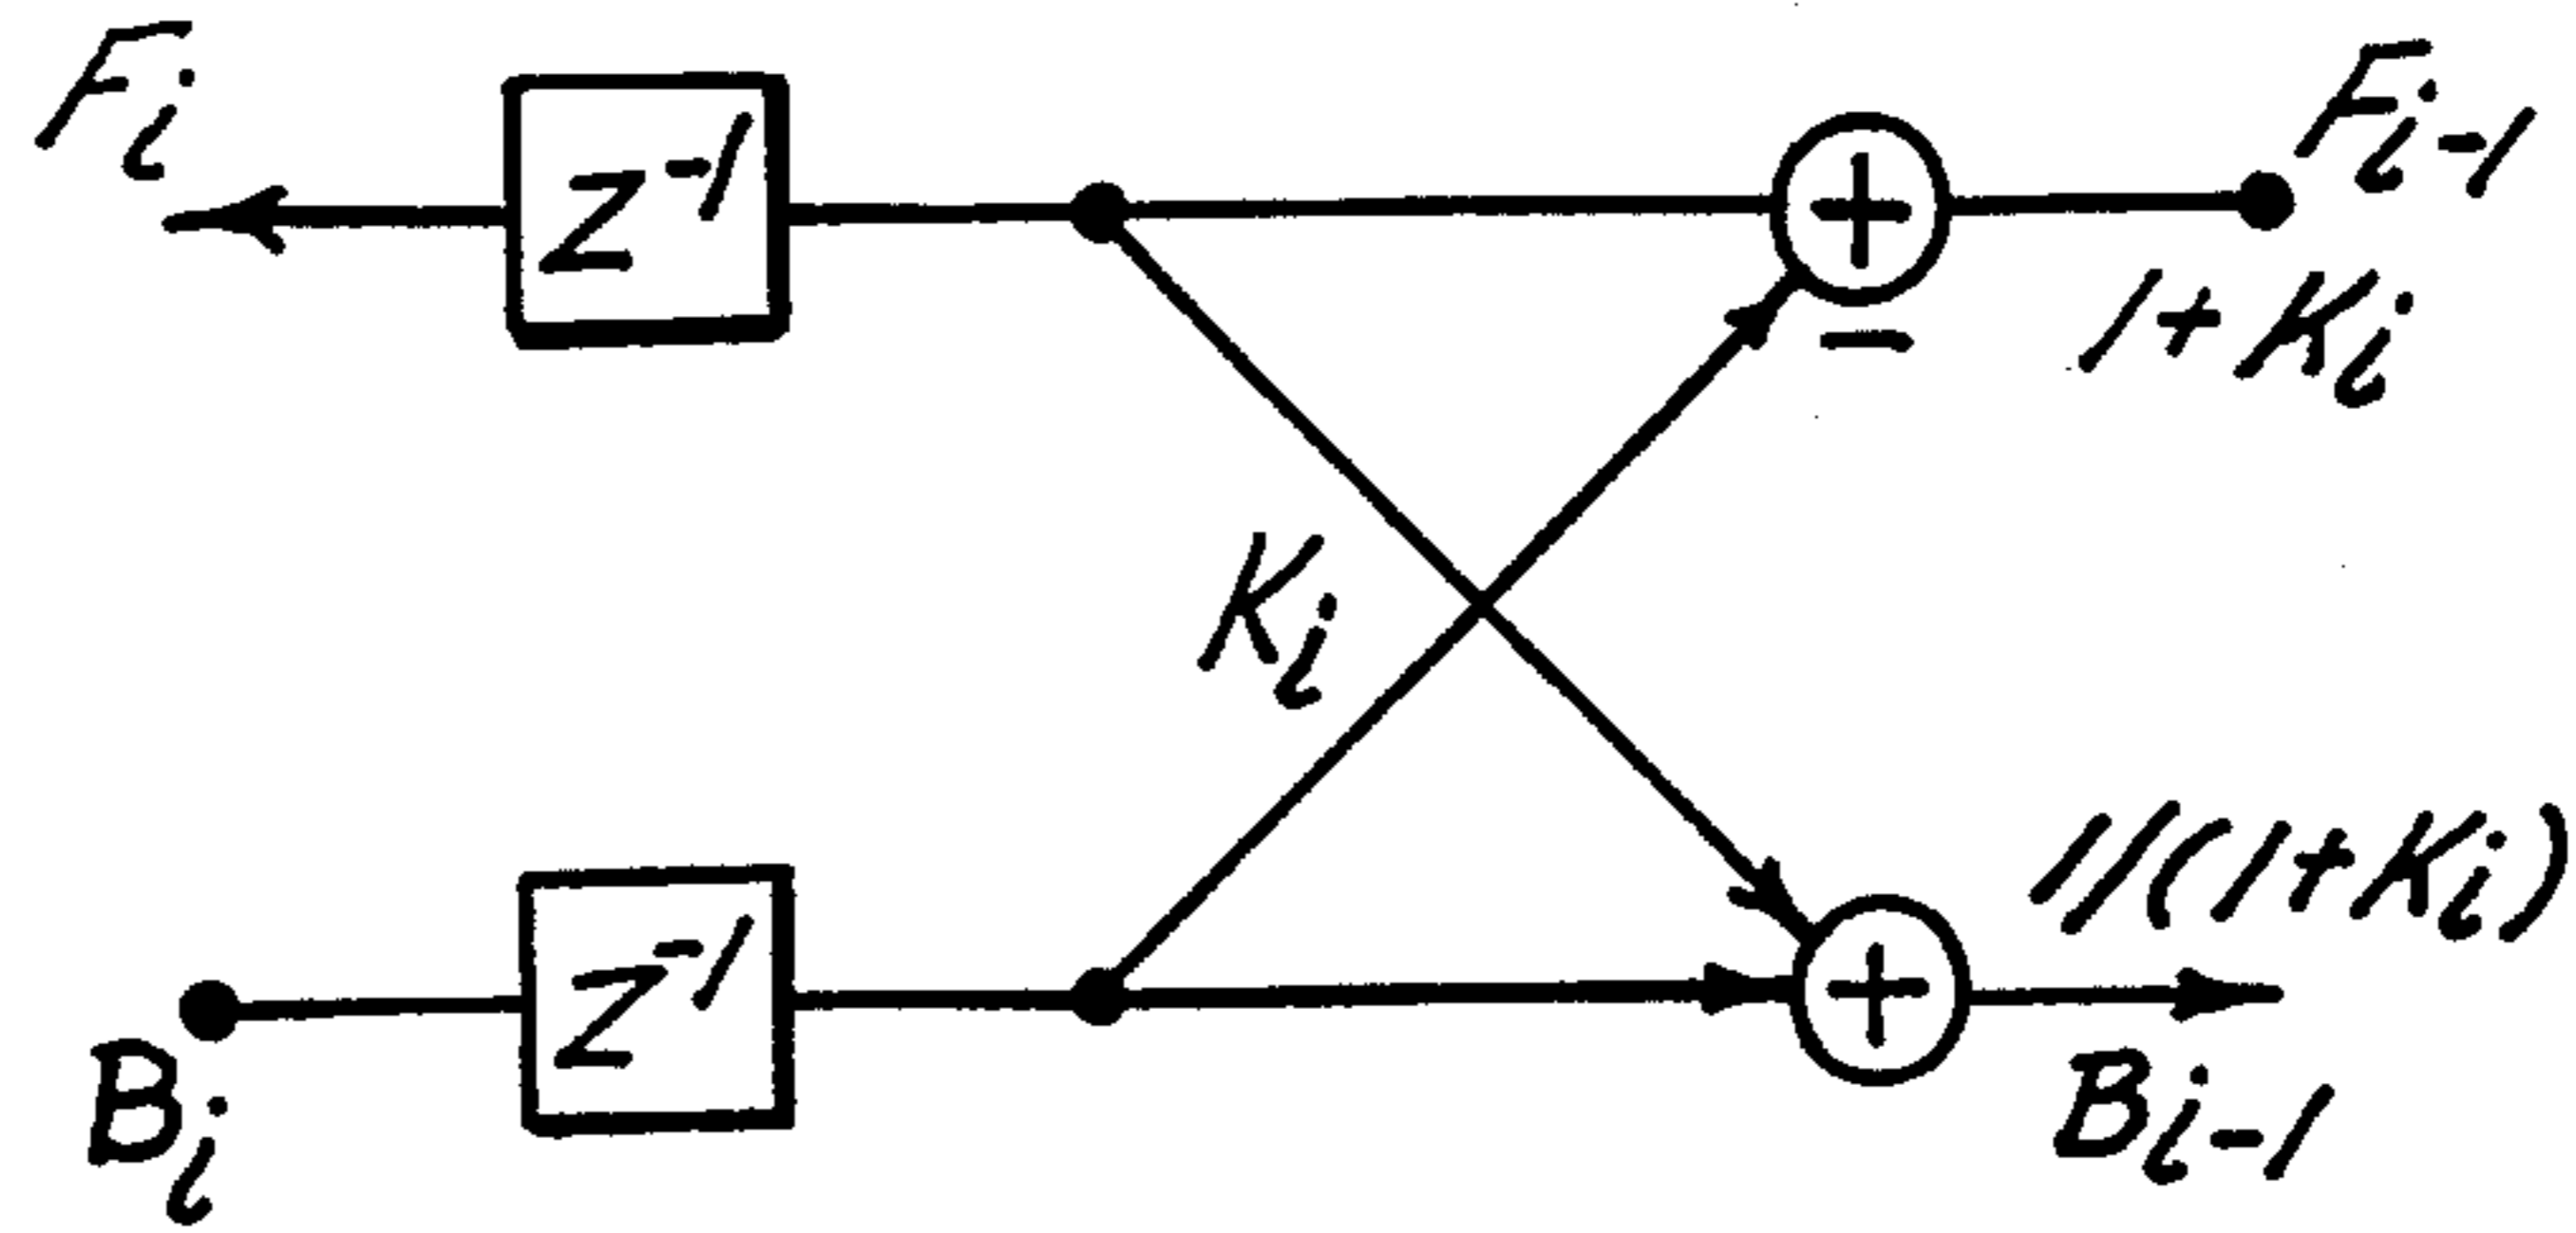 Fᵢ
z⁻¹
+
Fᵢ₋₁
−
1+Kᵢ
Kᵢ
z⁻¹
+
1/(1+Kᵢ)
Bᵢ
Bᵢ₋₁